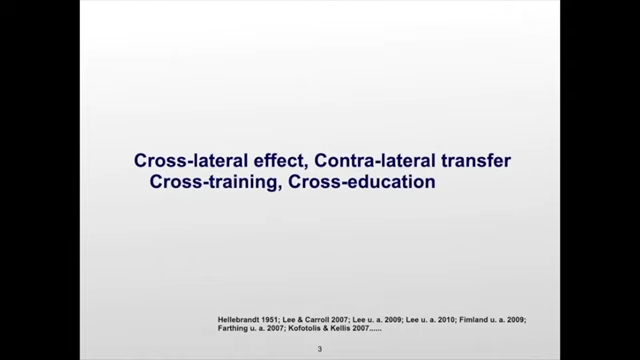 Cross-lateral effect, Contra-lateral transfer
Cross-training, Cross-education
Hellebrandt 1951; Lee & Carroll 2007; Lee u. a. 2009; Lee u. a. 2010; Fimland u. a. 2009;
Farthing u. a. 2007; Kofotolis & Kellis 2007......
3